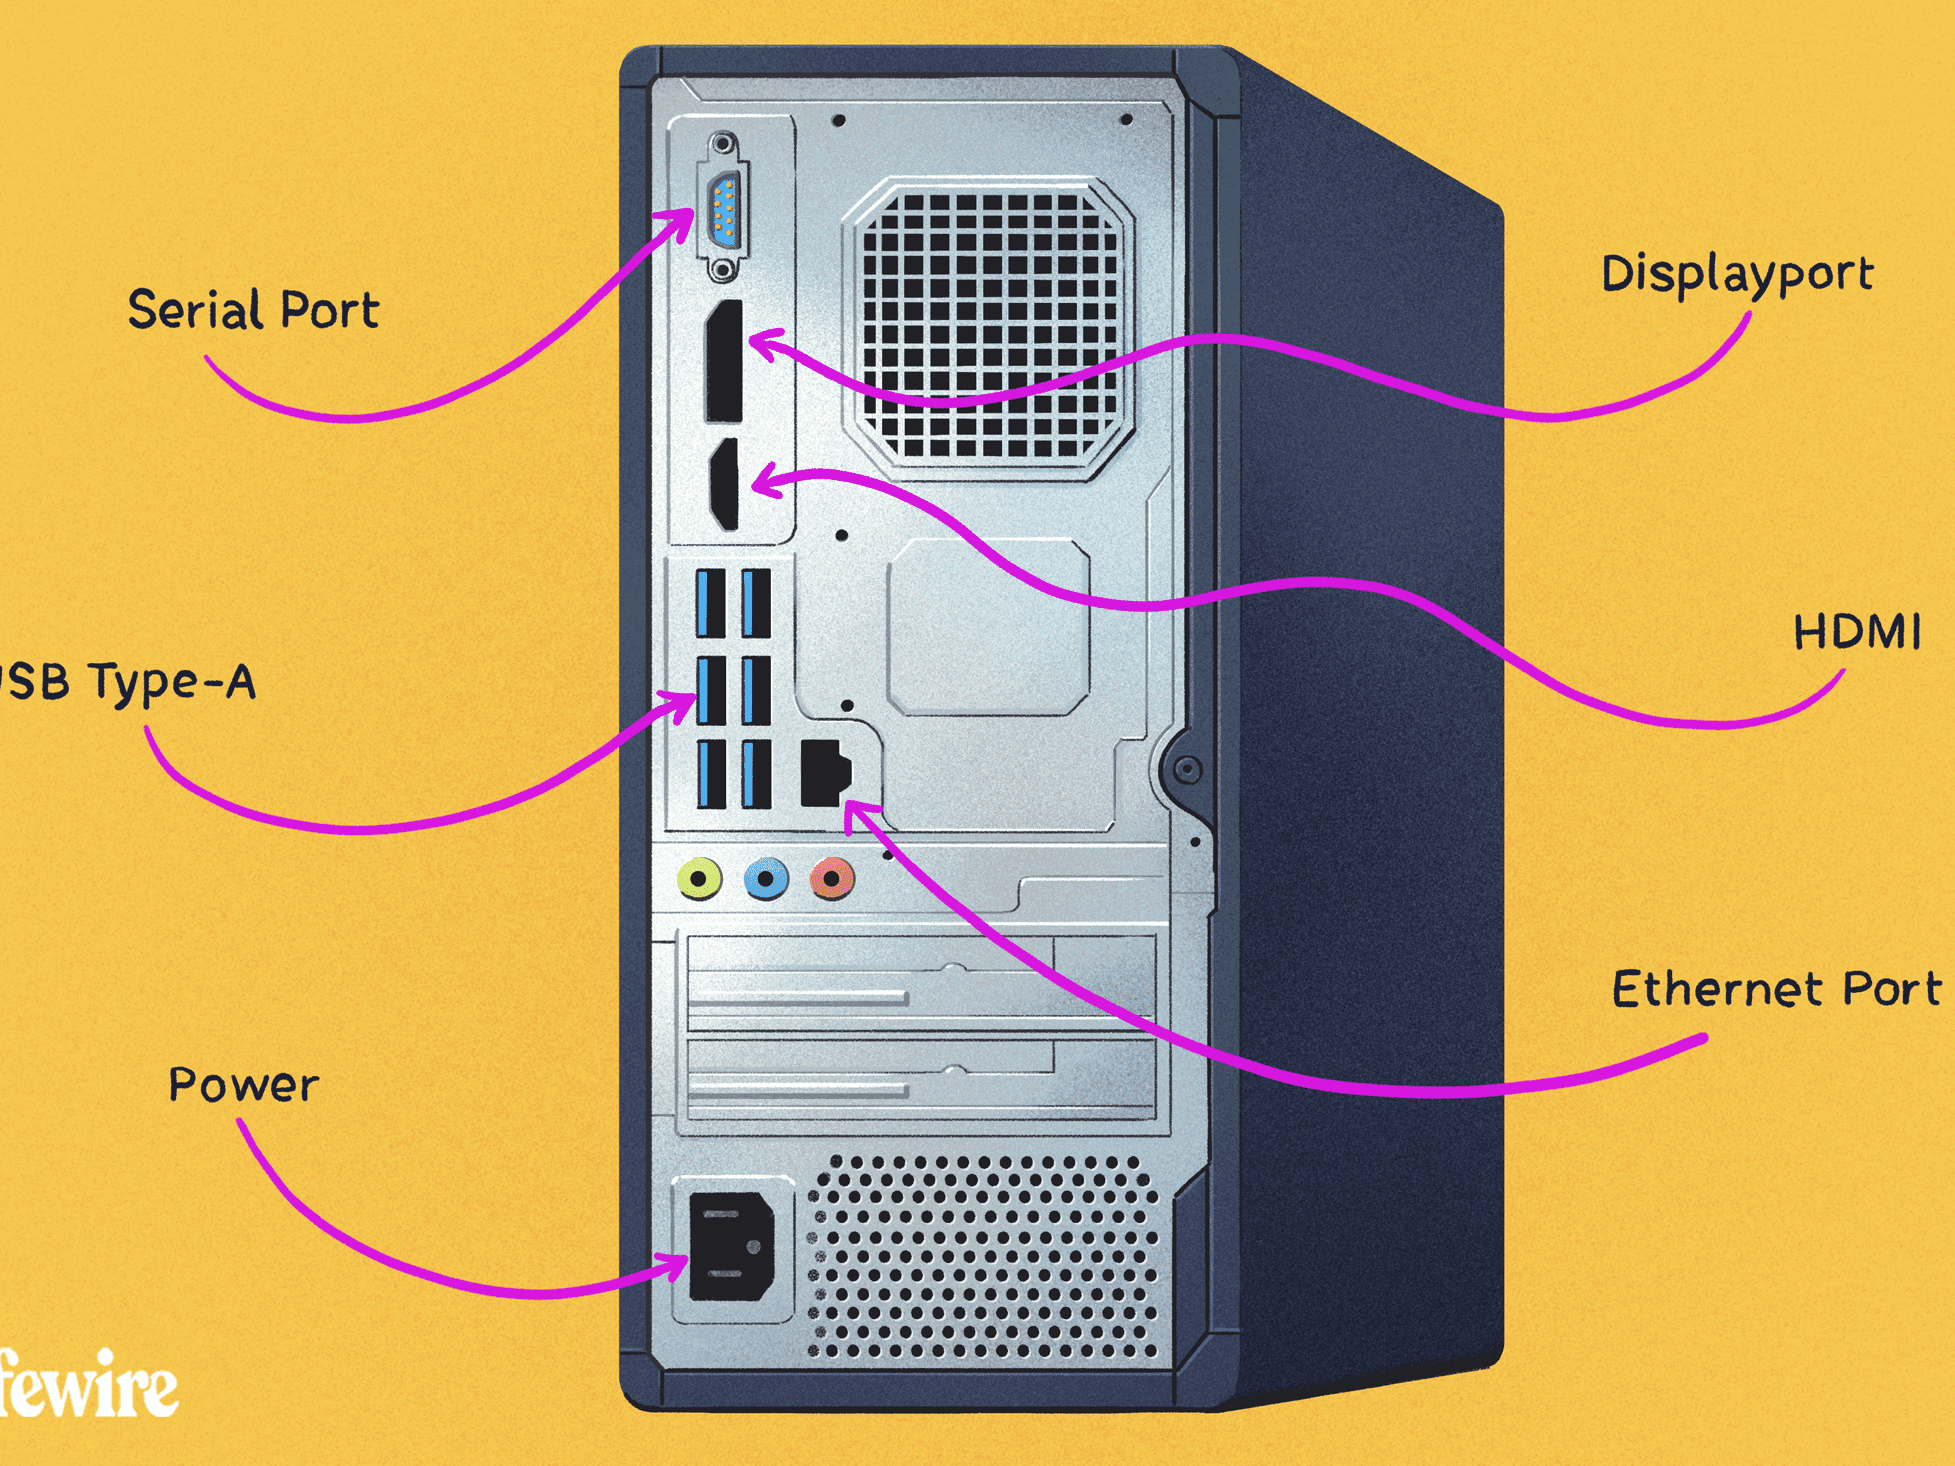 Displayport
Serial Port
HDMI
USB Type-A
Ethernet Port
Power
fewire